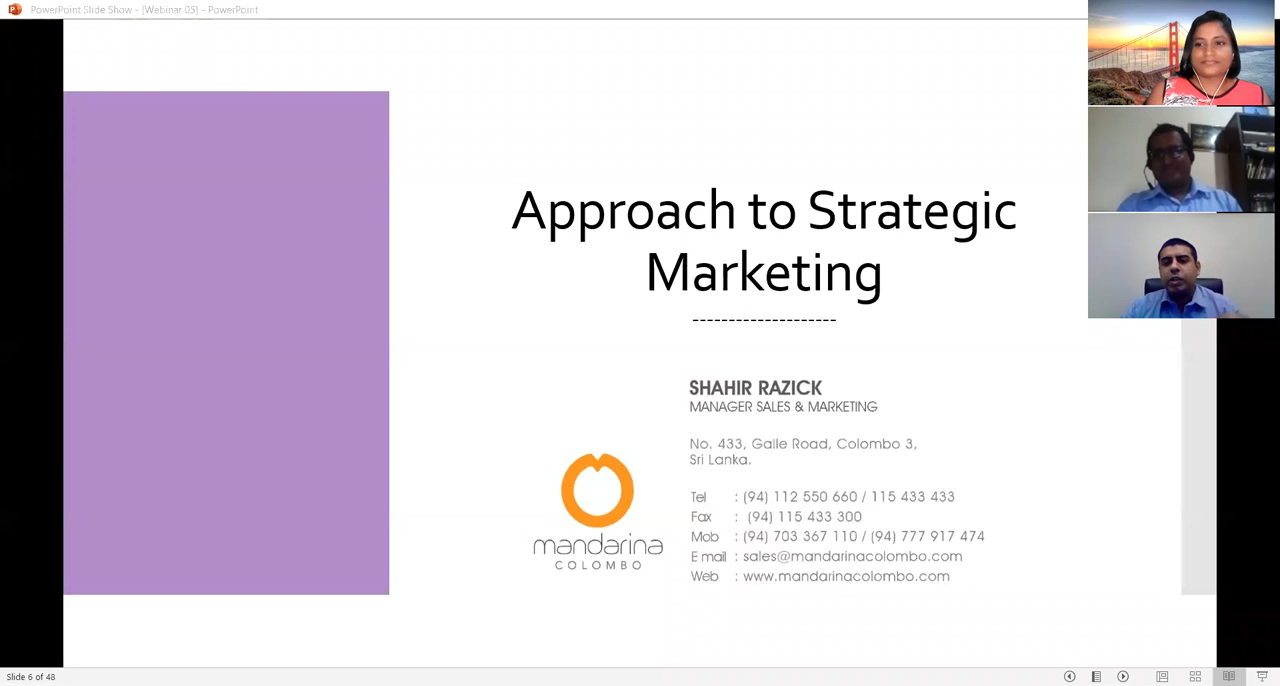 PowerPoint Slide Show - [Webinar 05] - PowerPoint
Approach to Strategic
Marketing
--------------------
SHAHIR RAZICK
MANAGER SALES & MARKETING
No. 433, Galle Road, Colombo 3,
Sri Lanka.
mandarina
COLOMBO
Tel : (94) 112 550 660 / 115 433 433
Fax : (94) 115 433 300
Mob : (94) 703 367 110 / (94) 777 917 474
E mail : sales@mandarinacolombo.com
Web : www.mandarinacolombo.com
Slide 6 of 48